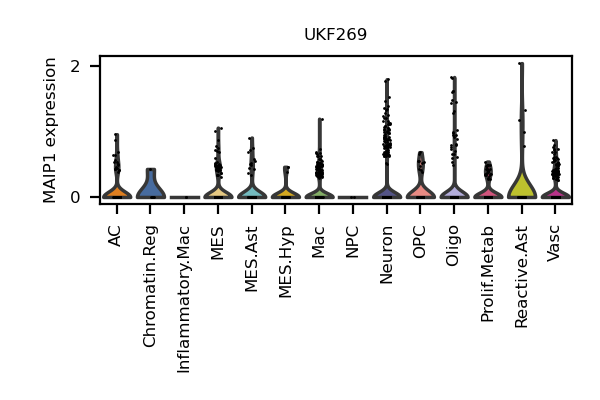 UKF269
MAIP1 expression
2
0
AC
Chromatin.Reg
Inflammatory.Mac
MES
MES.Ast
MES.Hyp
Mac
NPC
Neuron
OPC
Oligo
Prolif.Metab
Reactive.Ast
Vasc